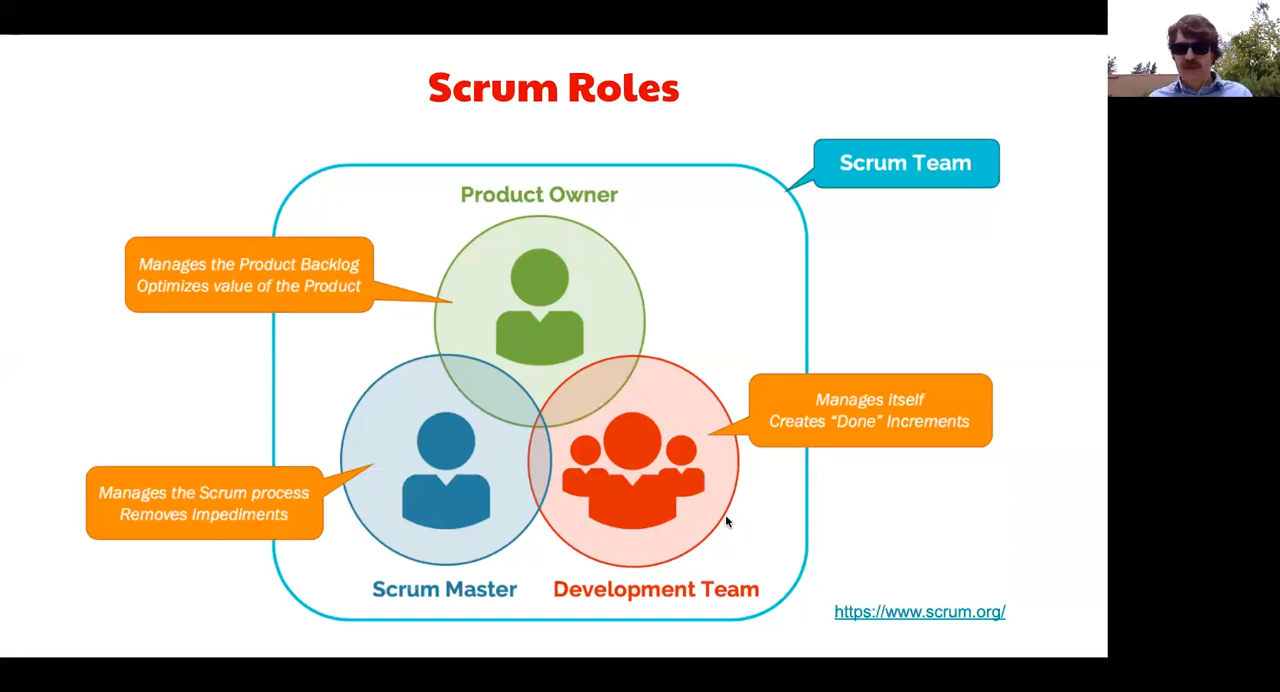 Scrum Roles
Scrum Team
Product Owner
Manages the Product Backlog
Optimizes value of the Product
Manages itself
Creates “Done” Increments
Manages the Scrum process
Removes Impediments
Scrum Master
Development Team
https://www.scrum.org/